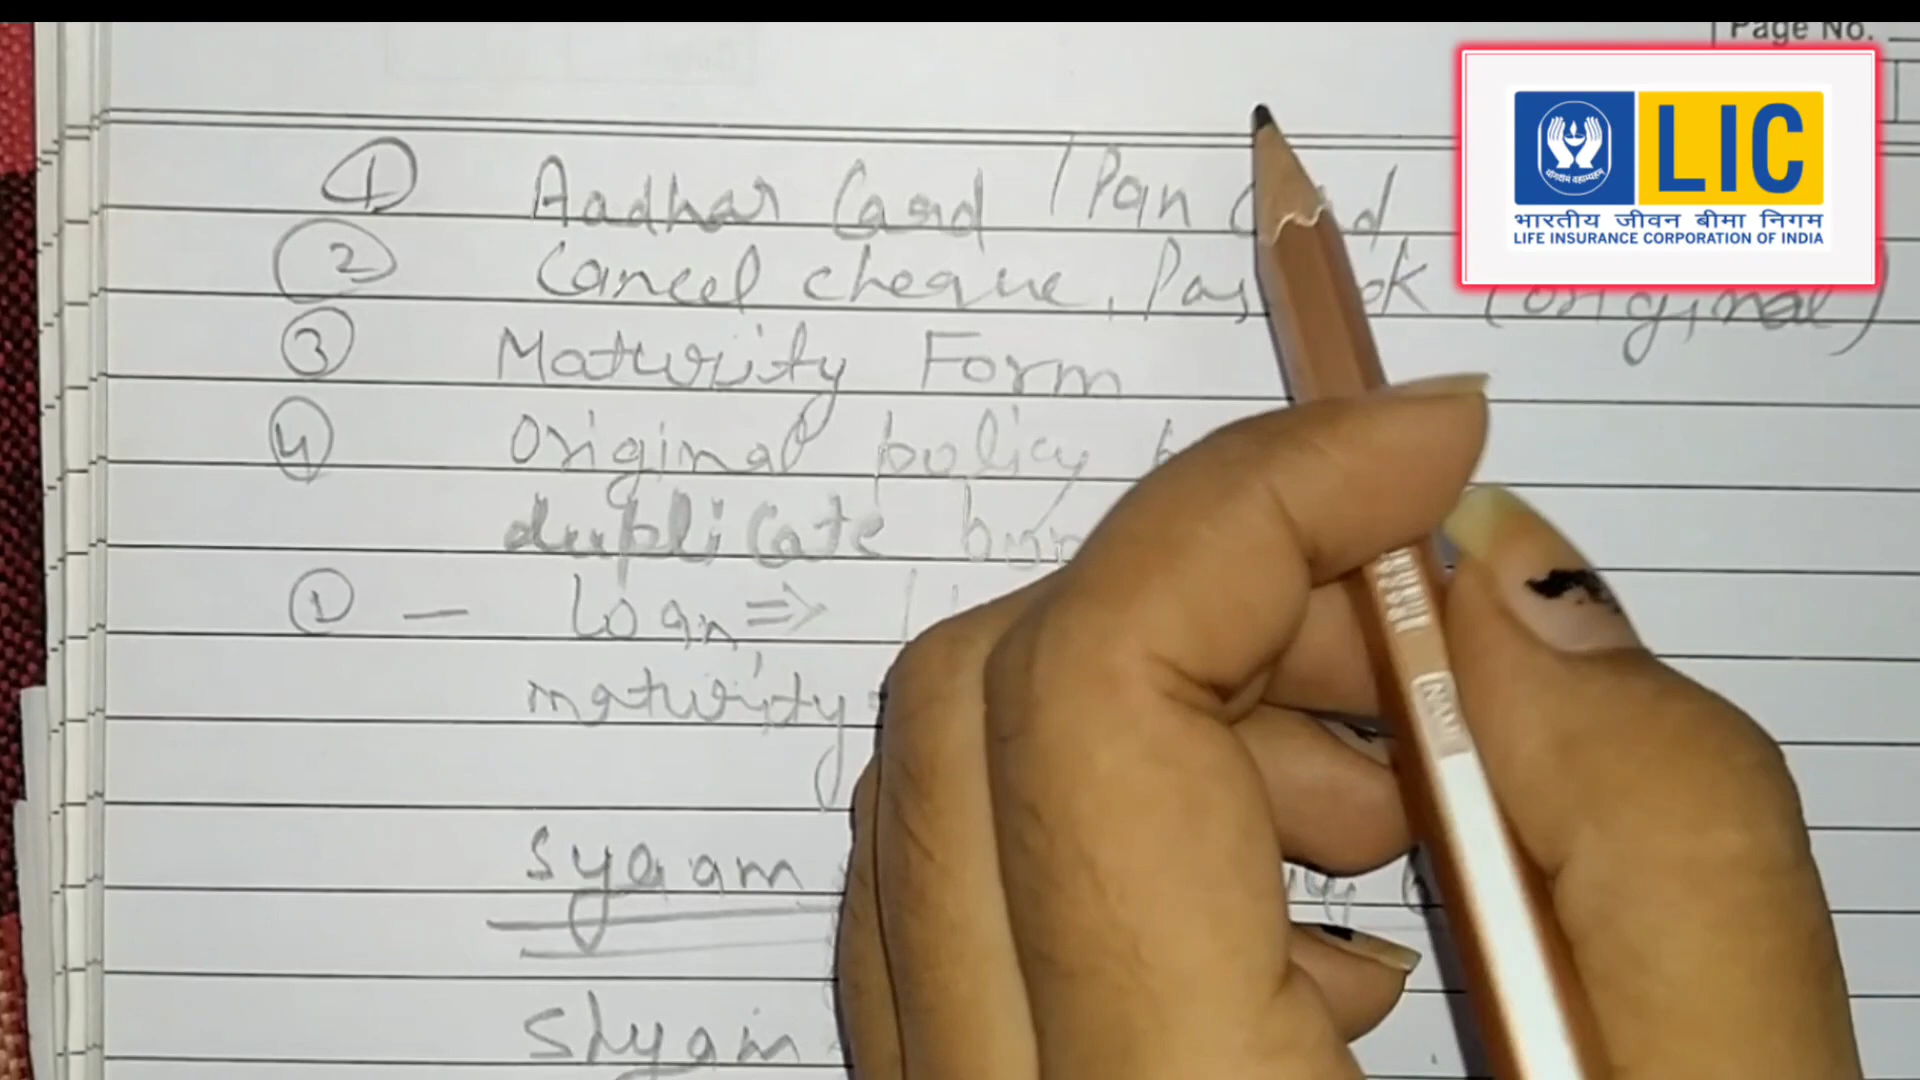 Page No.
LIC
भारतीय जीवन बीमा निगम
LIFE INSURANCE CORPORATION OF INDIA
① Aadhar Card / Pan Card
② Cancel cheque, (original)
③ Maturity Form
④ Original policy
duplicate
① - Loan ⇒
maturity
syaam
shyam